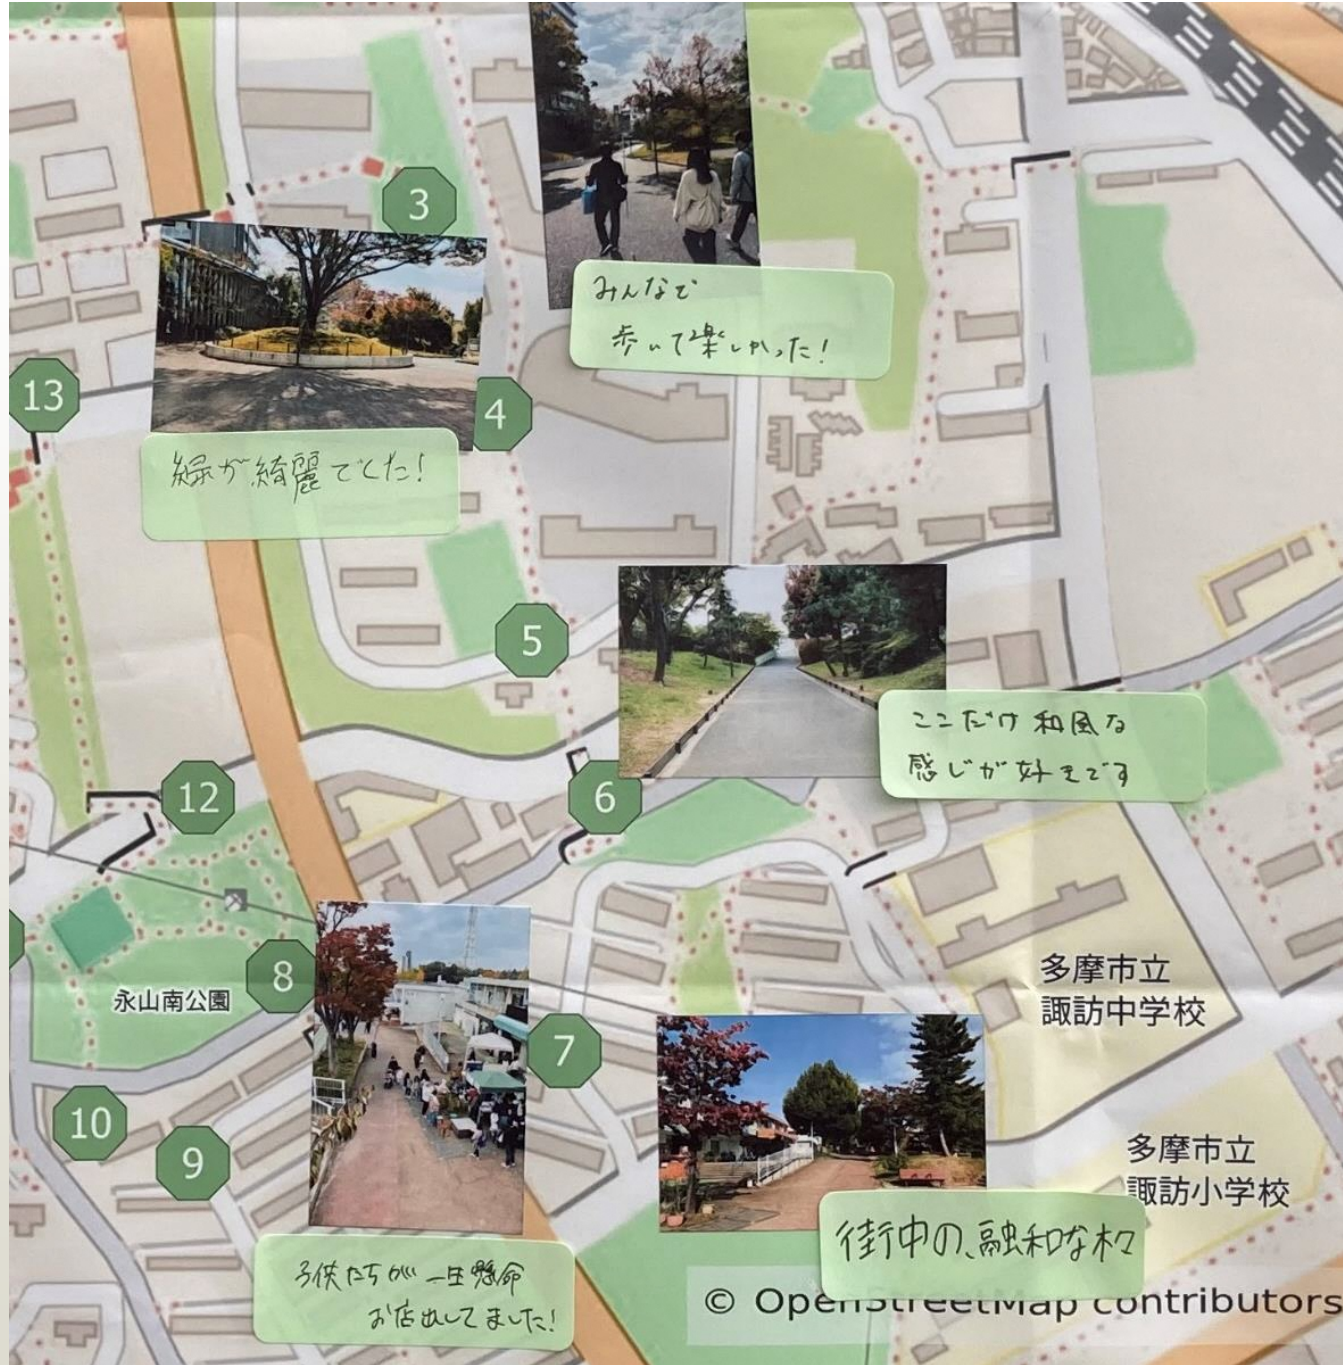 3
みんなで
歩いて楽しかった!
13
4
緑が綺麗でした!
5
ここだけ和風な
感じが好きです
6
12
8
永山南公園
7
多摩市立
諏訪中学校
10
9
多摩市立
諏訪小学校
街中の、融和な木々
子供たちが一生懸命
お店出してました!
© OpenStreetMap contributors